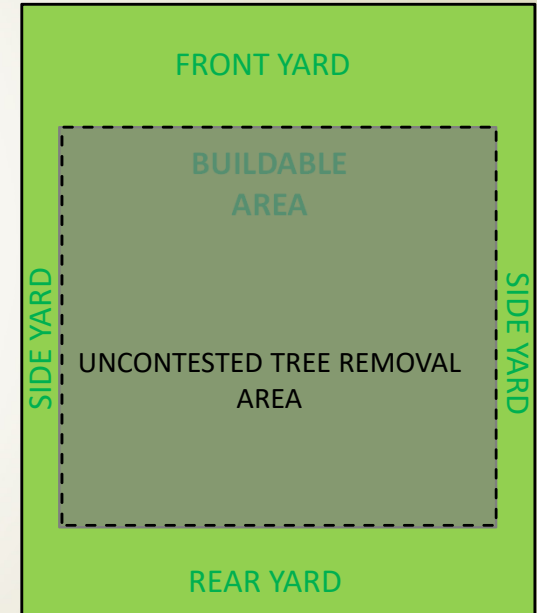 FRONT YARD
BUILDABLE
AREA
SIDE YARD
SIDE YARD
UNCONTESTED TREE REMOVAL
AREA
REAR YARD